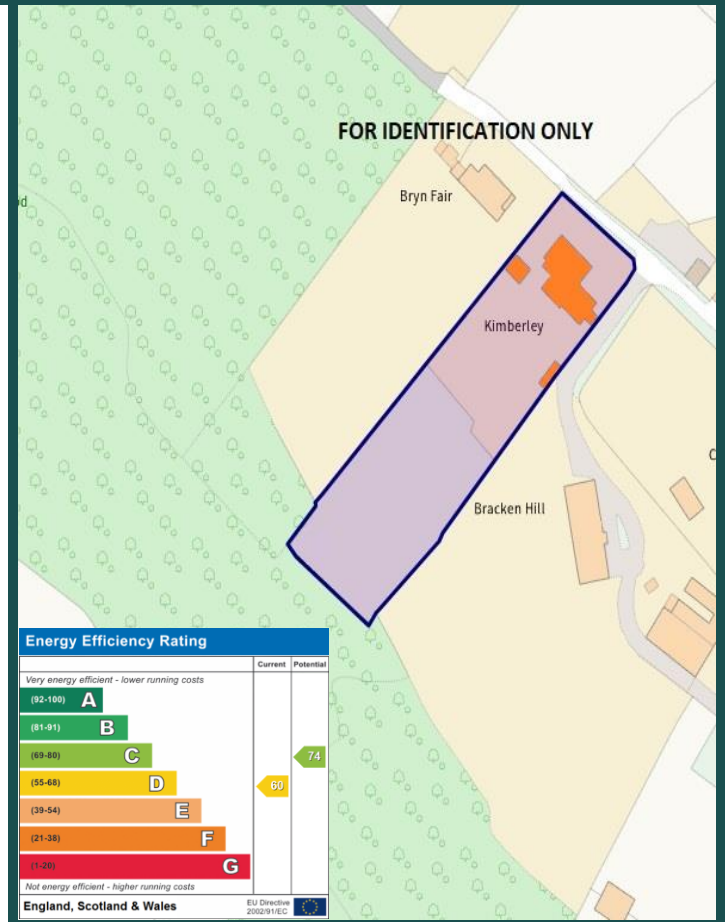 FOR IDENTIFICATION ONLY
Bryn Fair
Kimberley
Bracken Hill
Energy Efficiency Rating
Current Potential
Very energy efficient - lower running costs
(92-100) A
(81-91) B
(69-80) C
74
(55-68) D
60
(39-54) E
(21-38) F
(1-20) G
Not energy efficient - higher running costs
England, Scotland & Wales
EU Directive
2002/91/EC